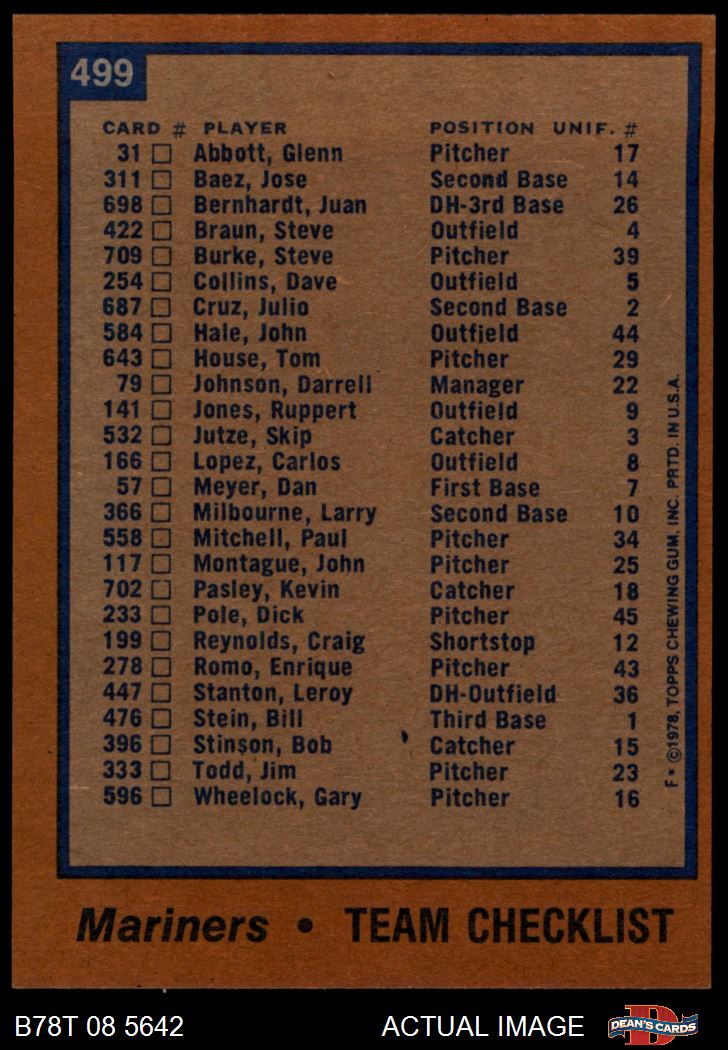 499
CARD # PLAYER POSITION UNIF. #
31 Abbott, Glenn Pitcher 17
311 Baez, Jose Second Base 14
698 Bernhardt, Juan DH-3rd Base 26
422 Braun, Steve Outfield 4
709 Burke, Steve Pitcher 39
254 Collins, Dave Outfield 5
687 Cruz, Julio Second Base 2
584 Hale, John Outfield 44
643 House, Tom Pitcher 29
79 Johnson, Darrell Manager 22
141 Jones, Ruppert Outfield 9
532 Jutze, Skip Catcher 3
166 Lopez, Carlos Outfield 8
57 Meyer, Dan First Base 7
366 Milbourne, Larry Second Base 10
558 Mitchell, Paul Pitcher 34
117 Montague, John Pitcher 25
702 Pasley, Kevin Catcher 18
233 Pole, Dick Pitcher 45
199 Reynolds, Craig Shortstop 12
278 Romo, Enrique Pitcher 43
447 Stanton, Leroy DH-Outfield 36
476 Stein, Bill Third Base 1
396 Stinson, Bob Catcher 15
333 Todd, Jim Pitcher 23
596 Wheelock, Gary Pitcher 16
F* ©1978, TOPPS CHEWING GUM, INC. PRTD. IN U.S.A.
Mariners • TEAM CHECKLIST
B78T 08 5642 ACTUAL IMAGE
D
DEAN'S CARDS